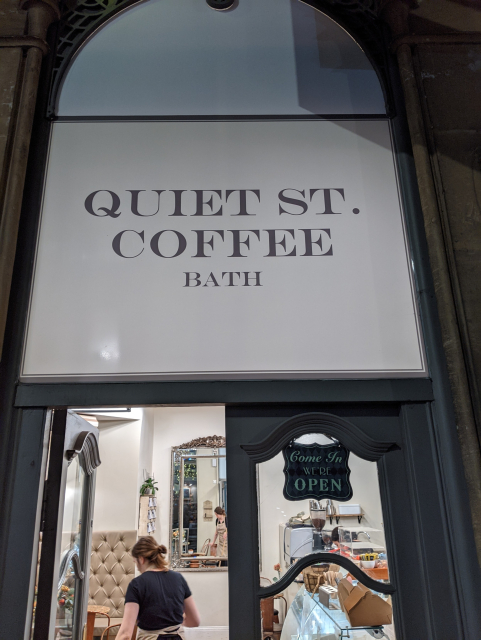 QUIET ST.
COFFEE
BATH
Come In
WE'RE
OPEN